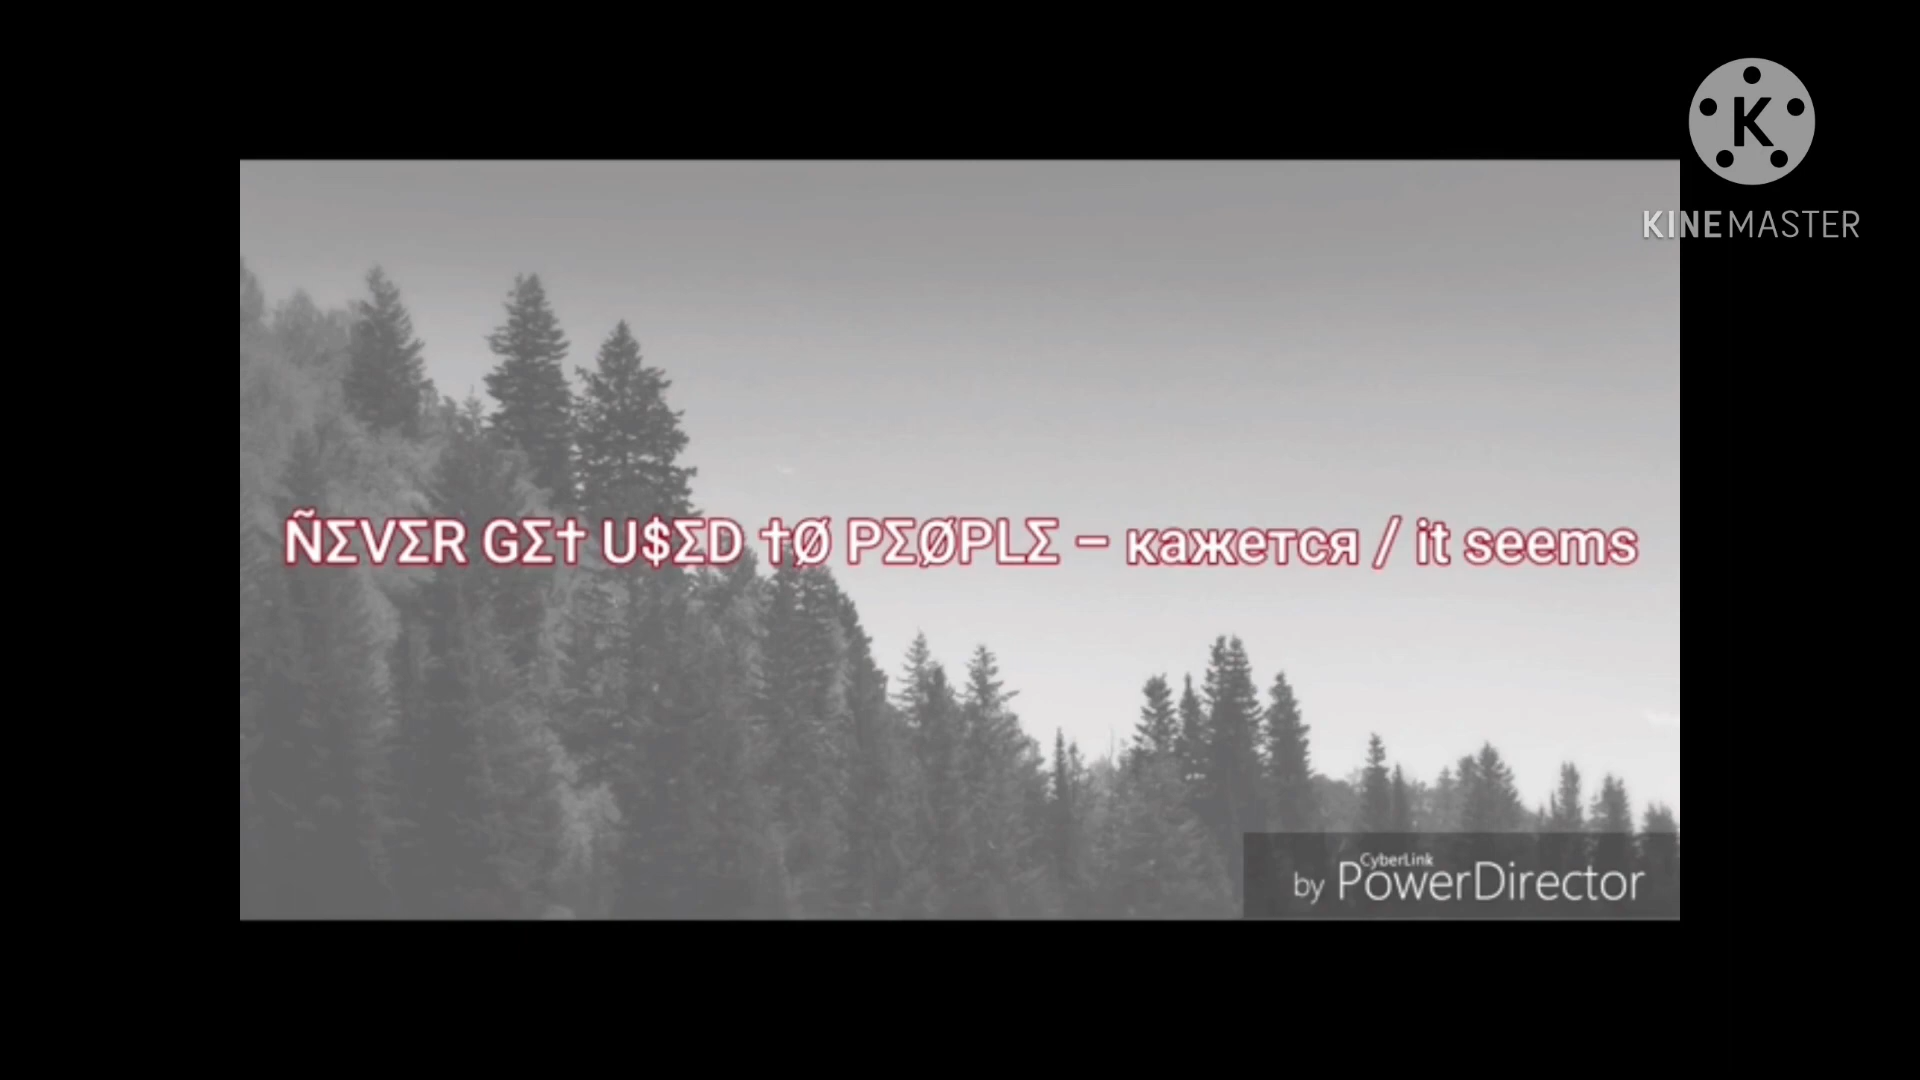 K
KINEMASTER
ÑΣVΣR GΣ† U$ΣD †Ø PΣØPLΣ – кажется / it seems
CyberLink
by PowerDirector